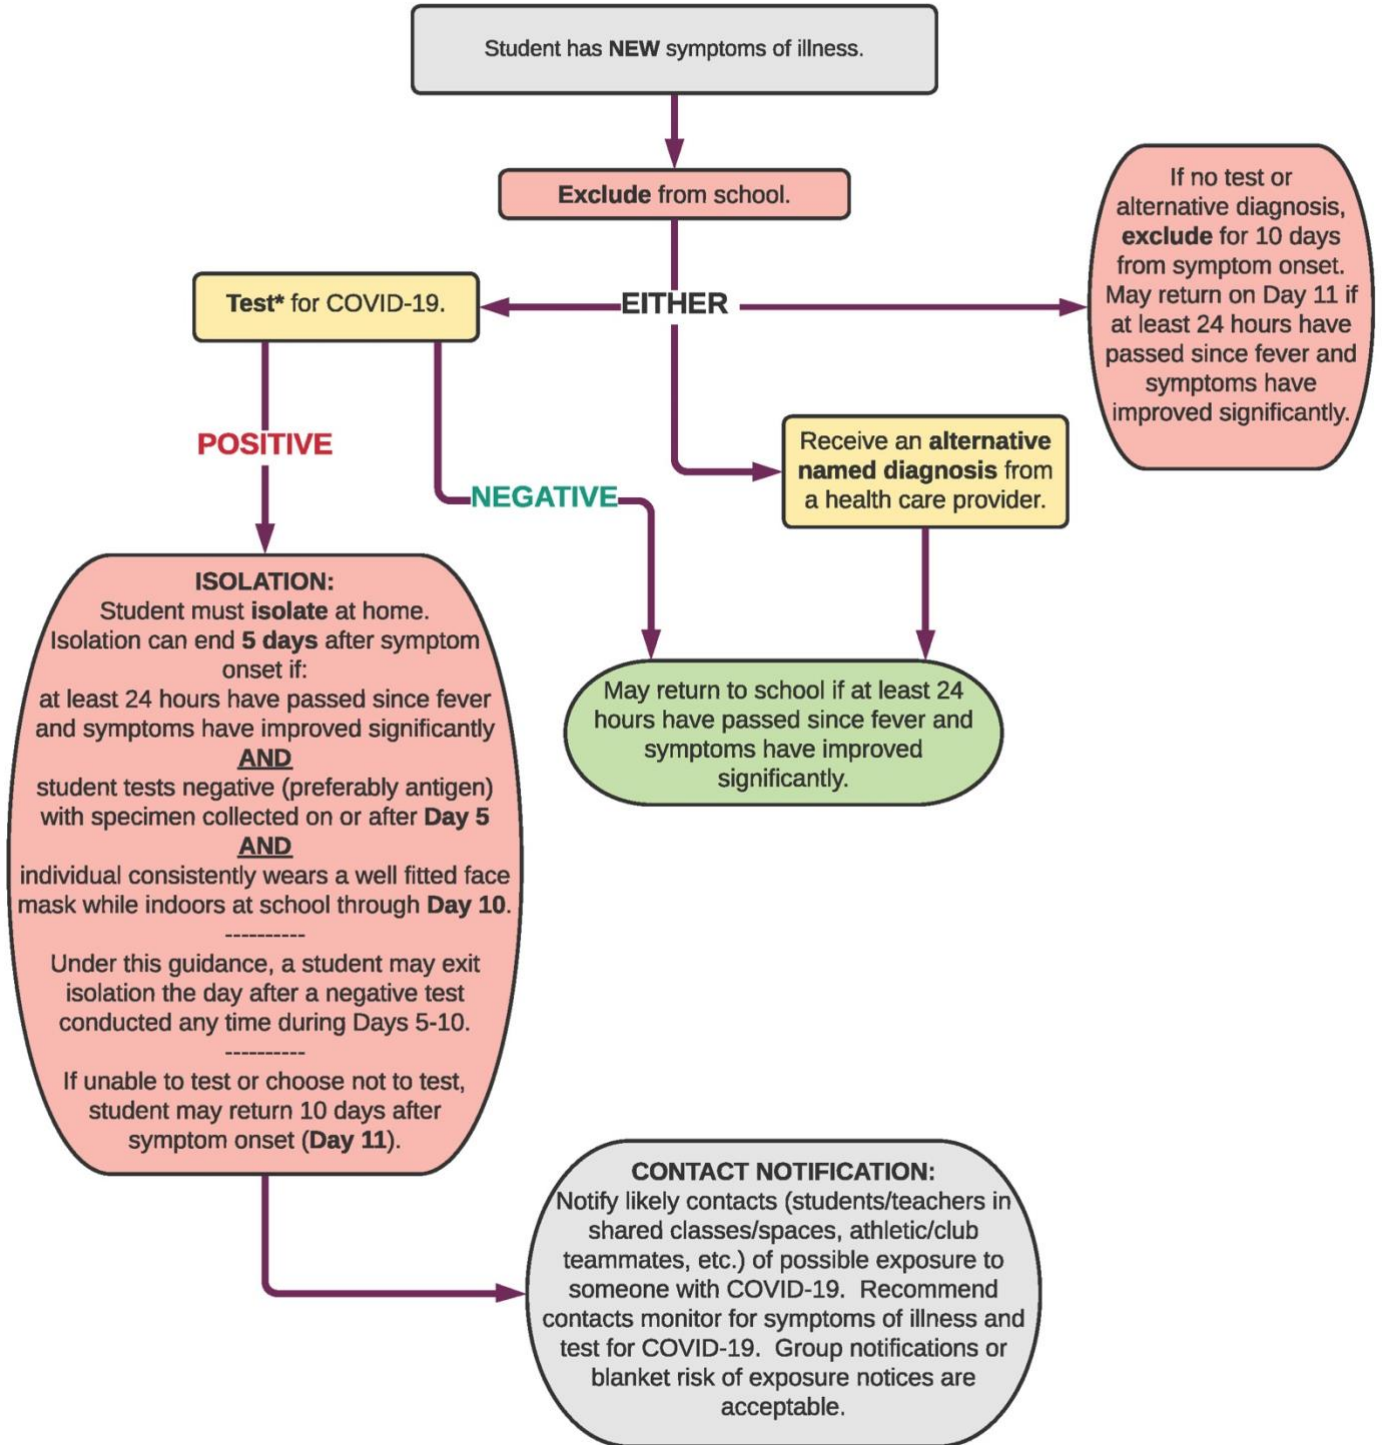 Student has NEW symptoms of illness.
Exclude from school.
If no test or
alternative diagnosis,
exclude for 10 days
from symptom onset.
May return on Day 11 if
at least 24 hours have
passed since fever and
symptoms have
improved significantly.
Test* for COVID-19.
EITHER
POSITIVE
Receive an alternative
named diagnosis from
a health care provider.
NEGATIVE
ISOLATION:
Student must isolate at home.
Isolation can end 5 days after symptom
onset if:
at least 24 hours have passed since fever
and symptoms have improved significantly
AND
student tests negative (preferably antigen)
with specimen collected on or after Day 5
AND
individual consistently wears a well fitted face
mask while indoors at school through Day 10.
----------
Under this guidance, a student may exit
isolation the day after a negative test
conducted any time during Days 5-10.
----------
If unable to test or choose not to test,
student may return 10 days after
symptom onset (Day 11).
May return to school if at least 24
hours have passed since fever and
symptoms have improved
significantly.
CONTACT NOTIFICATION:
Notify likely contacts (students/teachers in
shared classes/spaces, athletic/club
teammates, etc.) of possible exposure to
someone with COVID-19. Recommend
contacts monitor for symptoms of illness and
test for COVID-19. Group notifications or
blanket risk of exposure notices are
acceptable.